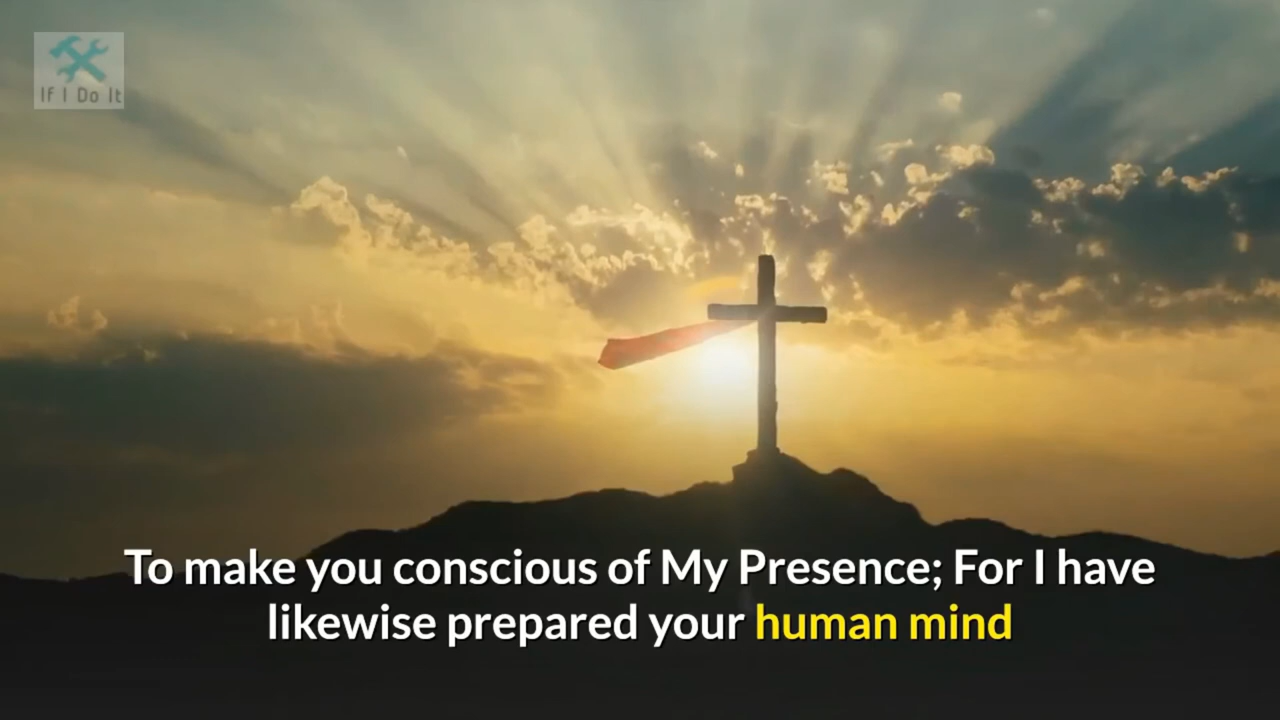 If I Do It
To make you conscious of My Presence; For I have
likewise prepared your human mind